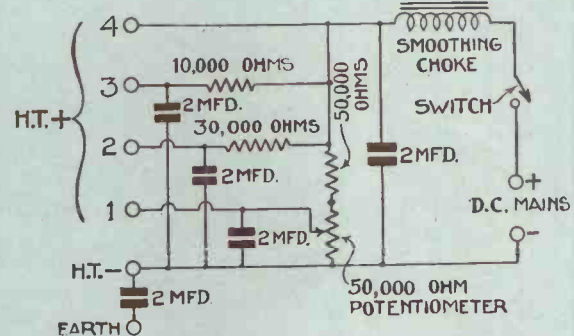 4
SMOOTHING
CHOKE
3
10,000 OHMS
50,000
OHMS
SWITCH
H.T.+
2 MFD.
2
30,000 OHMS
2 MFD.
2 MFD.
+
D.C. MAINS
-
1
2 MFD.
H.T.-
2 MFD.
50,000 OHM
POTENTIOMETER
EARTH